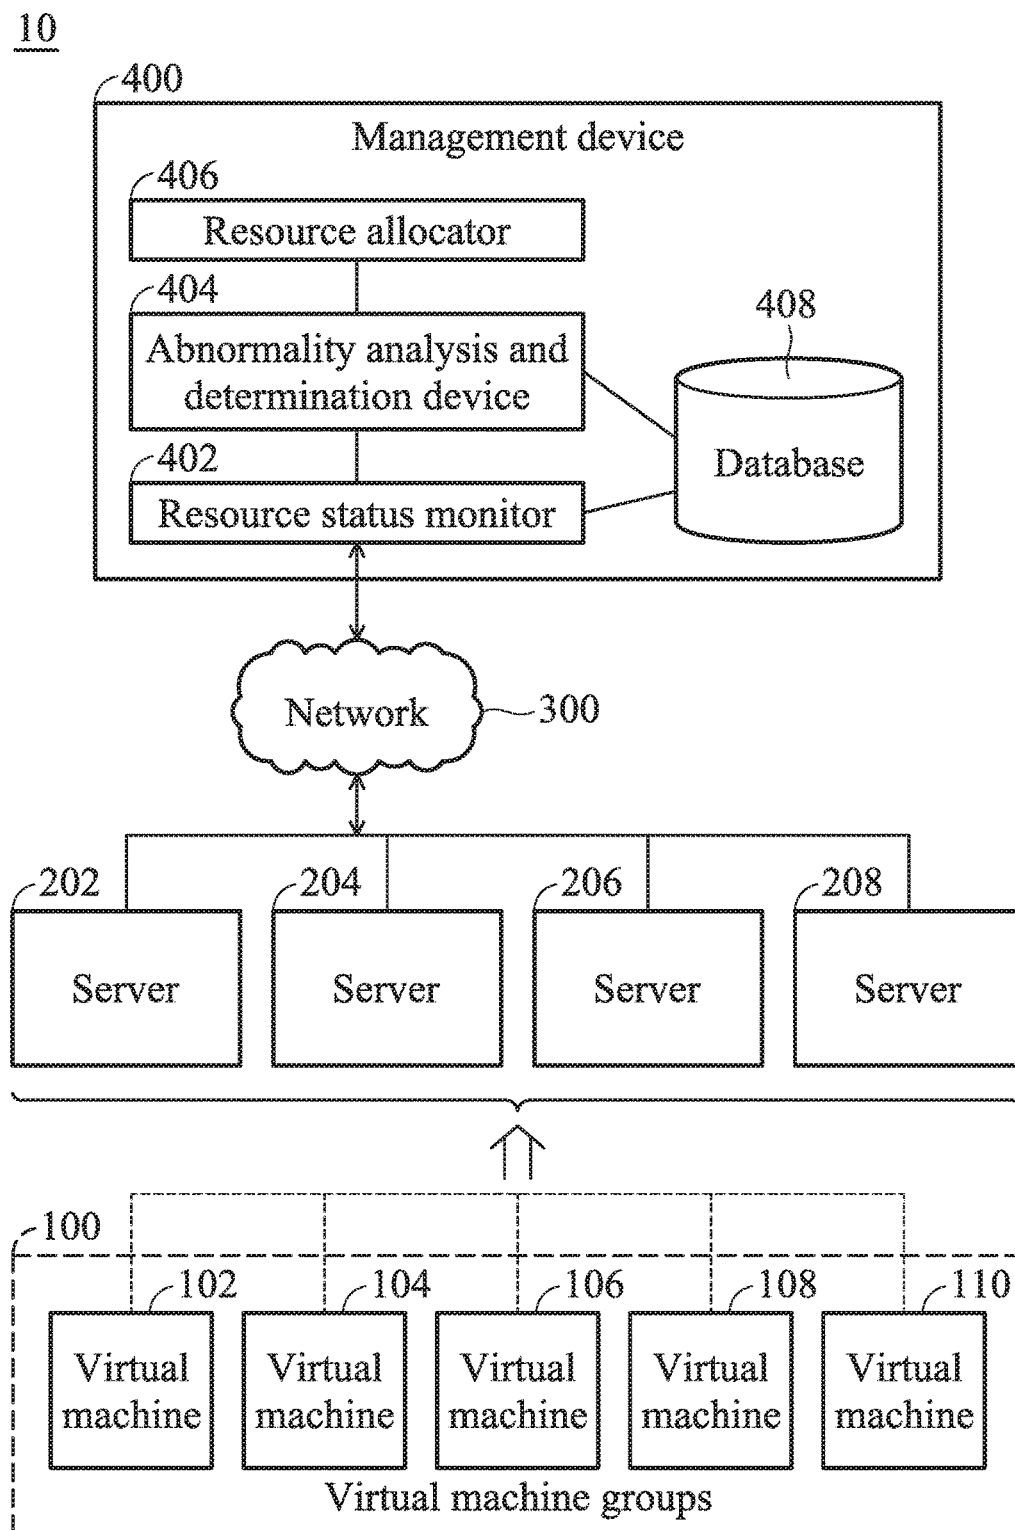 10
400
Management device
406
Resource allocator
404
Abnormality analysis and
determination device
408
Database
402
Resource status monitor
Network
300
202
204
206
208
Server
Server
Server
Server
100
102
104
106
108
110
Virtual
machine
Virtual
machine
Virtual
machine
Virtual
machine
Virtual
machine
Virtual machine groups